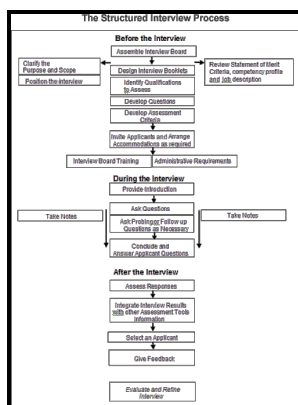 The Structured Interview Process
Before the Interview
Assemble Interview Board
Clarify the
Purpose and Scope
Position the interview
Design Interview Booklets
Identify Qualifications
to Assess
Develop Questions
Develop Assessment
Criteria
Review Statement of Merit
Criteria, competency profile
and Job description
Invite Applicants and Arrange
Accommodations as required
Interview Board Training
Administrative Requirements
During the Interview
Provide Introduction
Take Notes
Ask Questions
Ask Probing or Follow up
Questions as Necessary
Take Notes
Conclude and
Answer Applicant Questions
After the Interview
Assess Responses
Integrate Interview Results
with other Assessment Tools
Information
Select an Applicant
Give Feedback
Evaluate and Refine
Interview